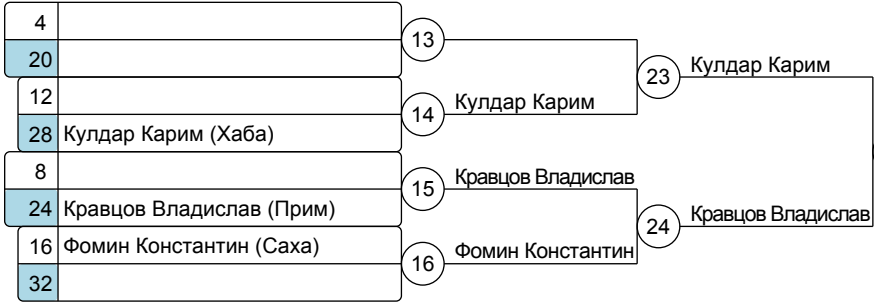 4
20
13
12
28 Кулдар Карим (Хаба)
14 Кулдар Карим
23 Кулдар Карим
8
24 Кравцов Владислав (Прим)
15 Кравцов Владислав
16 Фомин Константин (Саха)
32
16 Фомин Константин
24 Кравцов Владислав